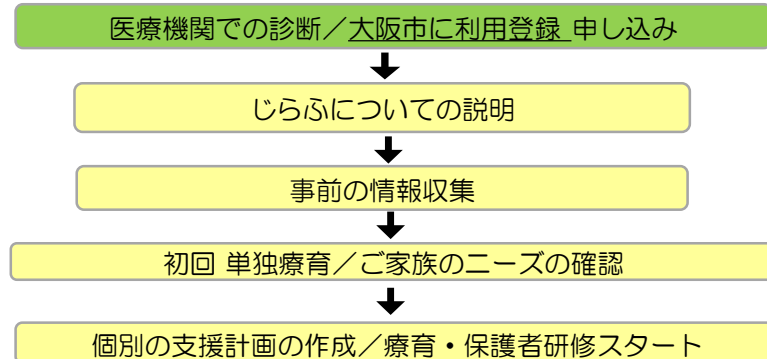 医療機関での診断／大阪市に利用登録 申し込み
じらふについての説明
事前の情報収集
初回 単独療育／ご家族のニーズの確認
個別の支援計画の作成／療育・保護者研修スタート